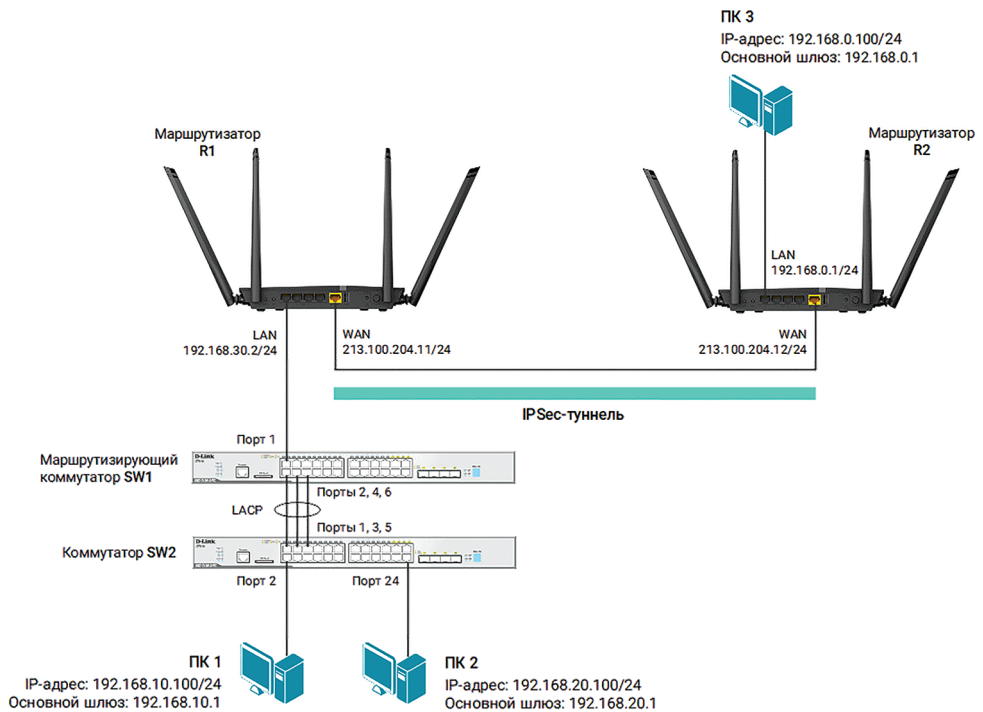 ПК 3
IP-адрес: 192.168.0.100/24
Основной шлюз: 192.168.0.1
Маршрутизатор
R1
Маршрутизатор
R2
LAN
192.168.0.1/24
LAN
192.168.30.2/24
WAN
213.100.204.11/24
WAN
213.100.204.12/24
IPSec-туннель
Порт 1
Маршрутизирующий
коммутатор SW1
D-Link
Порты 2, 4, 6
LACP
Порты 1, 3, 5
Коммутатор SW2
D-Link
Порт 2
Порт 24
ПК 1
IP-адрес: 192.168.10.100/24
Основной шлюз: 192.168.10.1
ПК 2
IP-адрес: 192.168.20.100/24
Основной шлюз: 192.168.20.1